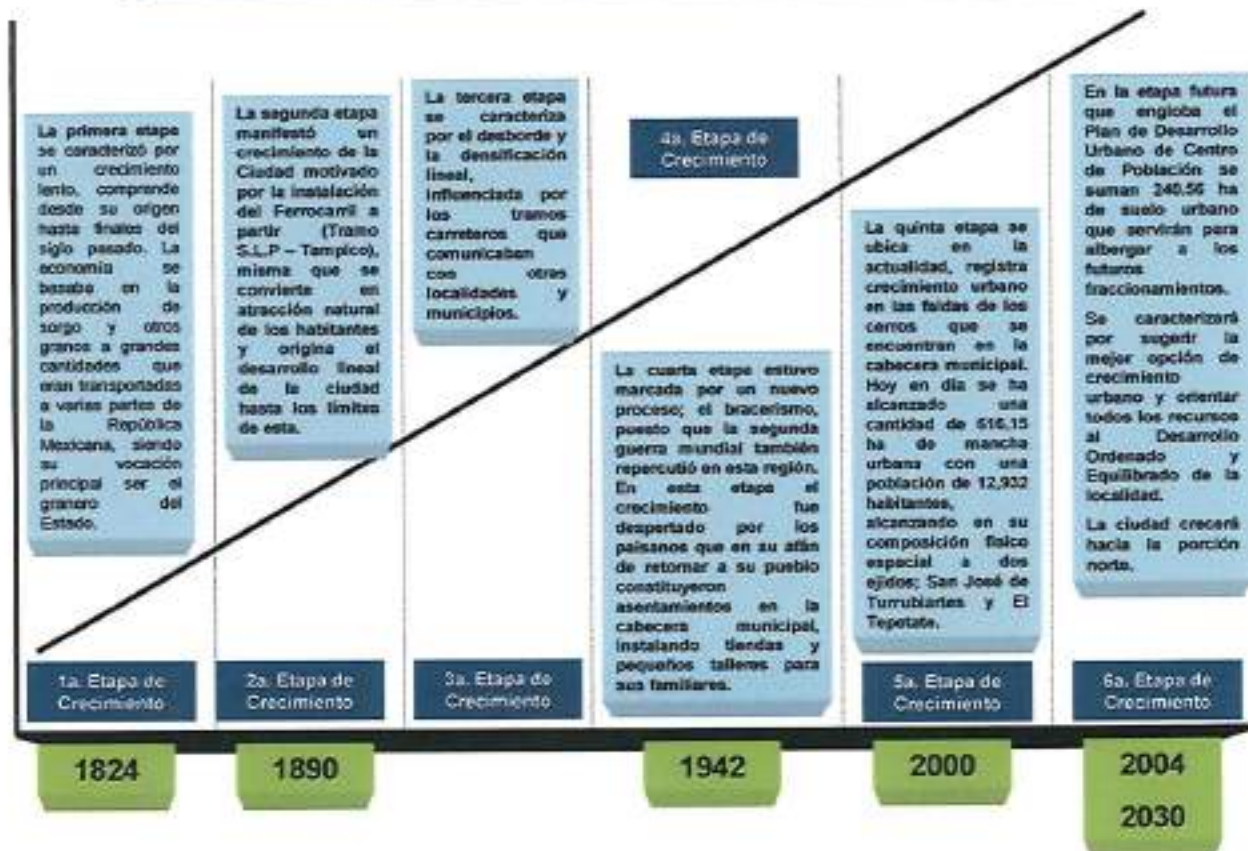 La primera etapa
se caracterizó por
un crecimiento
lento, comprende
desde su origen
hasta finales del
siglo pasado. La
economía se
basaba en la
producción de
sorgo y otros
granos a grandes
cantidades que
eran transportadas
a varias partes de
la República
Mexicana, siendo
su vocación
principal ser el
granero del
Estado.
1a. Etapa de
Crecimiento
1824
La segunda etapa
manifestó un
crecimiento de la
Ciudad motivado
por la instalación
del Ferrocarril a
partir (Tramo
S.L.P – Tampico),
misma que se
convierte en
atracción natural
de los habitantes
y origina el
desarrollo lineal
de la ciudad
hasta los límites
de esta.
2a. Etapa de
Crecimiento
1890
La tercera etapa
se caracteriza
por el desborde y
la densificación
lineal,
influenciada por
los tramos
carreteros que
comunicaban
con otras
localidades y
municipios.
3a. Etapa de
Crecimiento
4a. Etapa de
Crecimiento
La cuarta etapa estuvo
marcada por un nuevo
proceso; el bracerismo,
puesto que la segunda
guerra mundial también
repercutió en esta región.
En esta etapa el
crecimiento fue
despertado por los
paisanos que en su afán
de retornar a su pueblo
constituyeron
asentamientos en la
cabecera municipal,
instalando tiendas y
pequeños talleres para
sus familiares.
1942
La quinta etapa se
ubica en la
actualidad, registra
crecimiento urbano
en las faldas de los
cerros que se
encuentran en la
cabecera municipal.
Hoy en día se ha
alcanzado una
cantidad de 616.15
ha de mancha
urbana con una
población de 12,932
habitantes,
alcanzando en su
composición físico
espacial a dos
ejidos; San José de
Turrubiartes y El
Tepetate.
5a. Etapa de
Crecimiento
2000
En la etapa futura
que engloba el
Plan de Desarrollo
Urbano de Centro
de Población se
suman 240.56 ha
de suelo urbano
que servirán para
albergar a los
futuros
fraccionamientos.
Se caracterizará
por sugerir la
mejor opción de
crecimiento
urbano y orientar
todos los recursos
al Desarrollo
Ordenado y
Equilibrado de la
localidad.
La ciudad crecerá
hacia la porción
norte.
6a. Etapa de
Crecimiento
2004
2030